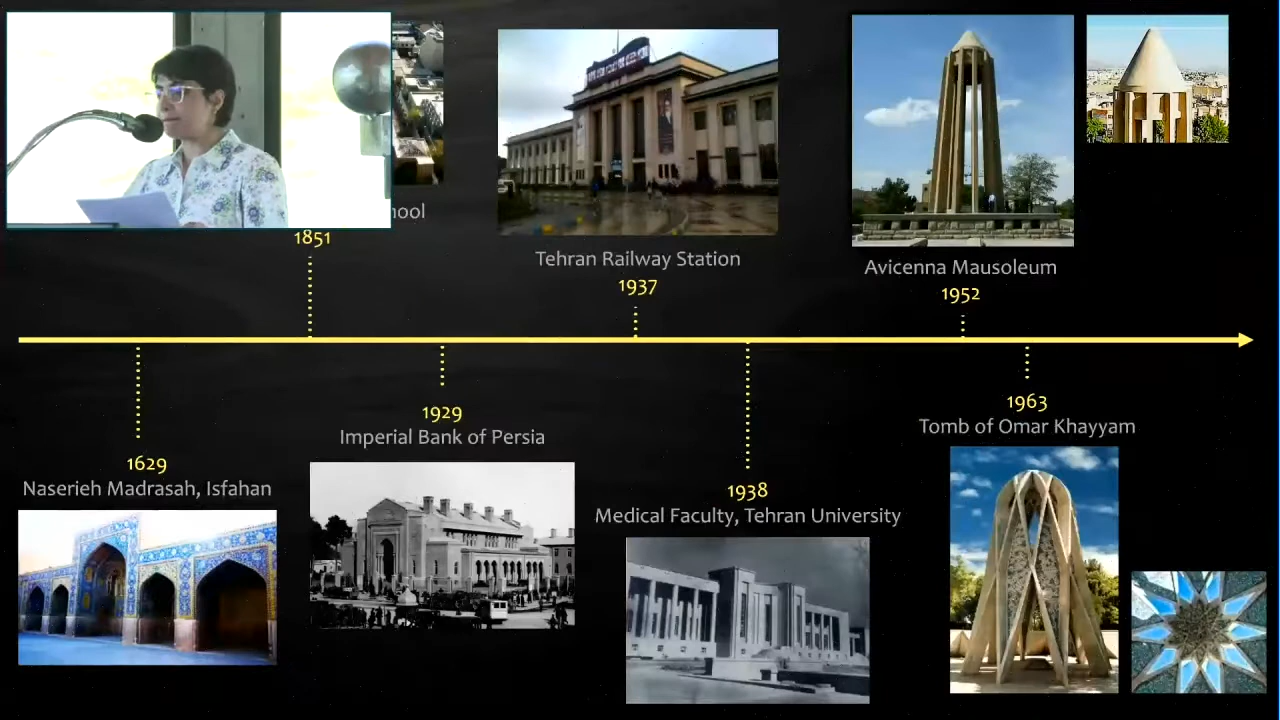 hool
1851
Tehran Railway Station
1937
Avicenna Mausoleum
1952
1629
Naserieh Madrasah, Isfahan
1929
Imperial Bank of Persia
1938
Medical Faculty, Tehran University
1963
Tomb of Omar Khayyam